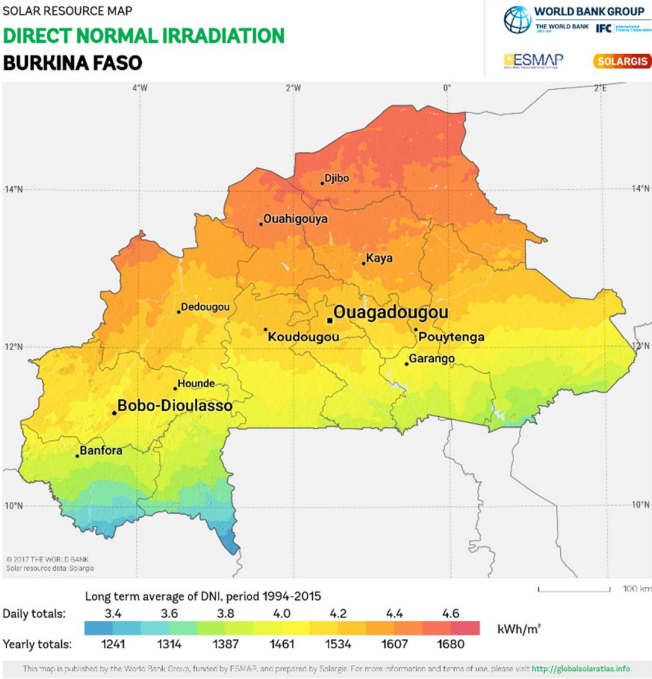 SOLAR RESOURCE MAP
DIRECT NORMAL IRRADIATION
BURKINA FASO
WORLD BANK GROUP
THE WORLD BANK
IFC International Finance Corporation
ESMAP
SOLARGIS
4°W 2°W 0° 2°E
14°N 14°N
Djibo
Ouahigouya
Kaya
Dedougou
Ouagadougou
Koudougou
Pouytenga
12°N 12°N
Garango
Hounde
Bobo-Dioulasso
Banfora
10°N 10°N
© 2017 THE WORLD BANK
Solar resource data: Solargis
100 km
Long term average of DNI, period 1994-2015
Daily totals: 3.4 3.6 3.8 4.0 4.2 4.4 4.6
kWh/m²
Yearly totals: 1241 1314 1387 1461 1534 1607 1680
This map is published by the World Bank Group, funded by ESMAP, and prepared by Solargis. For more information and terms of use, please visit http://globalsolaratlas.info.